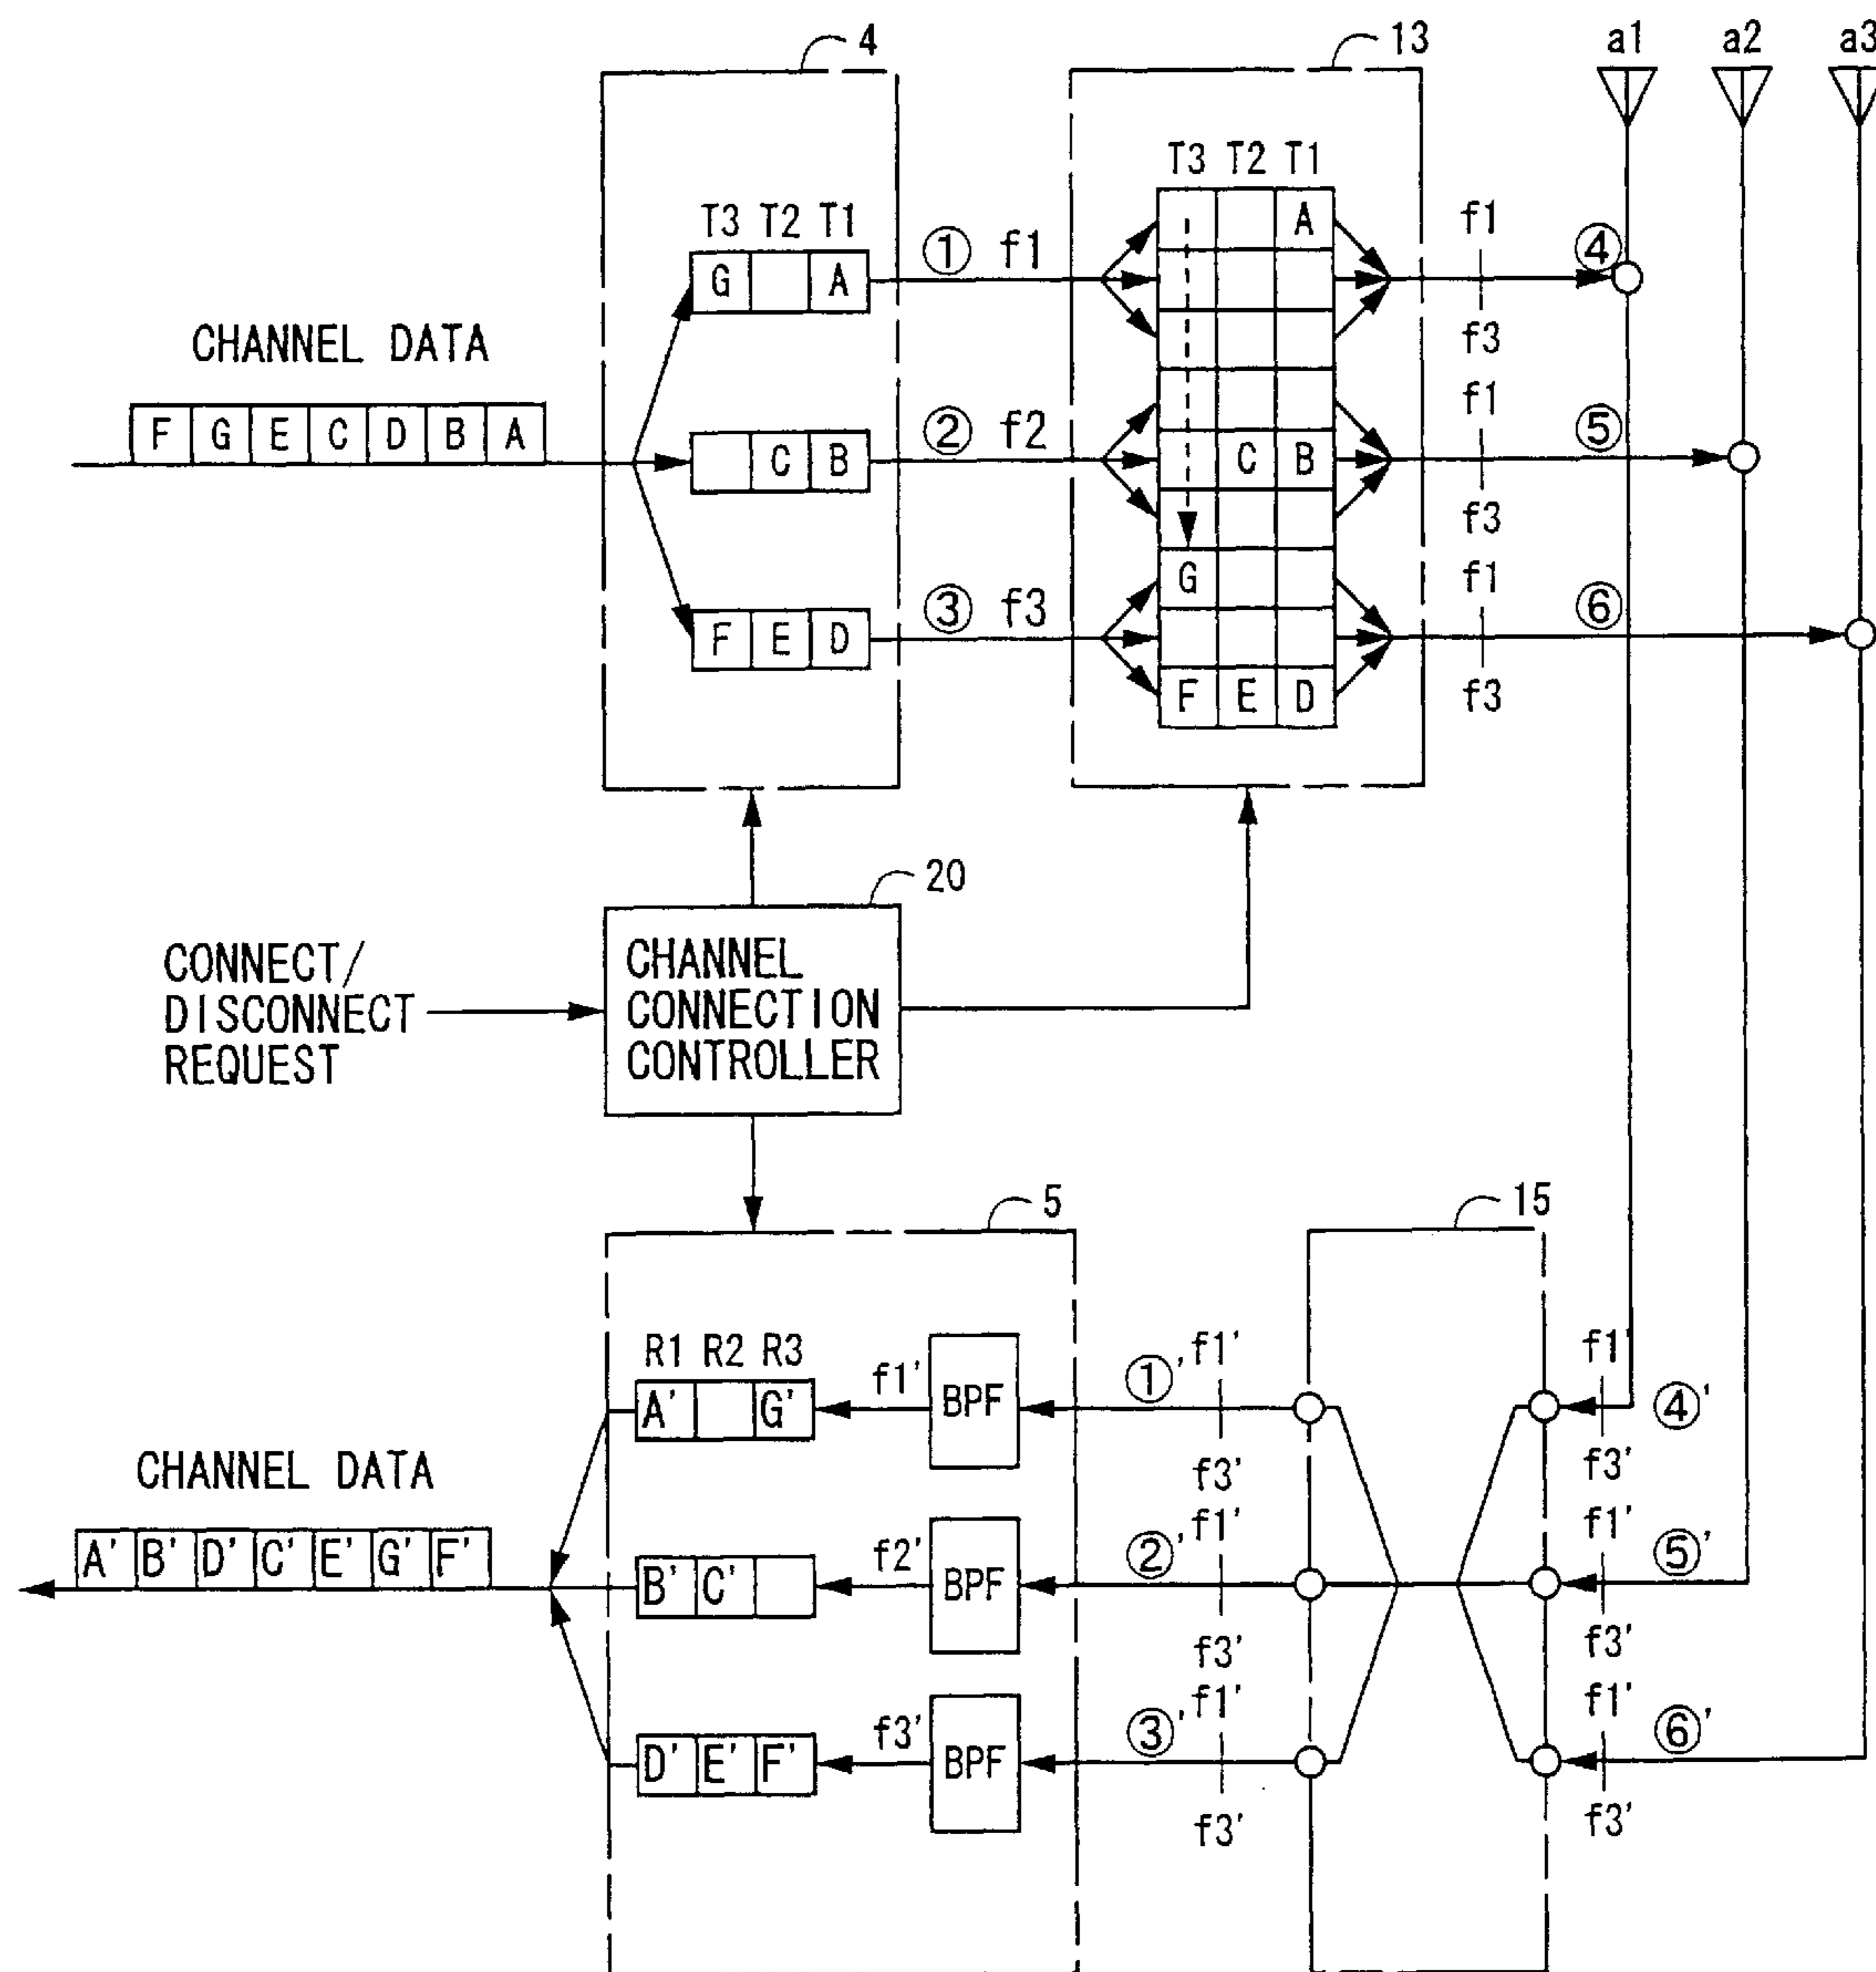 4
13
a1 a2 a3
T3 T2 T1
T3 T2 T1
A
① f1
f1
④
G A
f3
CHANNEL DATA
F G E C D B A
② f2
f1
⑤
C B
C B
f3
③ f3
G
f1
⑥
F E D
F E D
f3
20
CONNECT/
DISCONNECT
REQUEST
CHANNEL
CONNECTION
CONTROLLER
5
15
R1 R2 R3
f1'
BPF
①'
f1'
f1'
④'
A' G'
f3'
f3'
CHANNEL DATA
A' B' D' C' E' G' F'
f2'
BPF
②'
f1'
f1'
⑤'
B' C'
f3'
f3'
f3'
BPF
③'
f1'
f1'
⑥'
D' E' F'
f3'
f3'